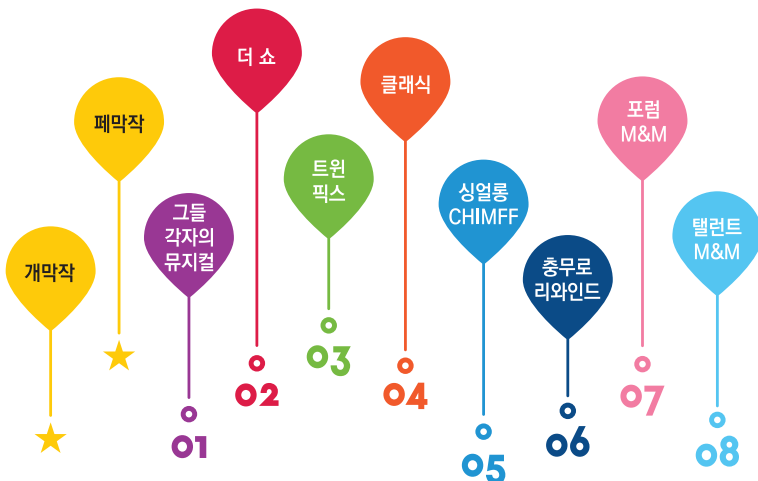 개막작
폐막작
그들
각자의
뮤지컬
01
더 쇼
02
트윈
픽스
03
클래식
04
싱얼롱
CHIMFF
05
충무로
리와인드
06
포럼
M&M
07
탤런트
M&M
08